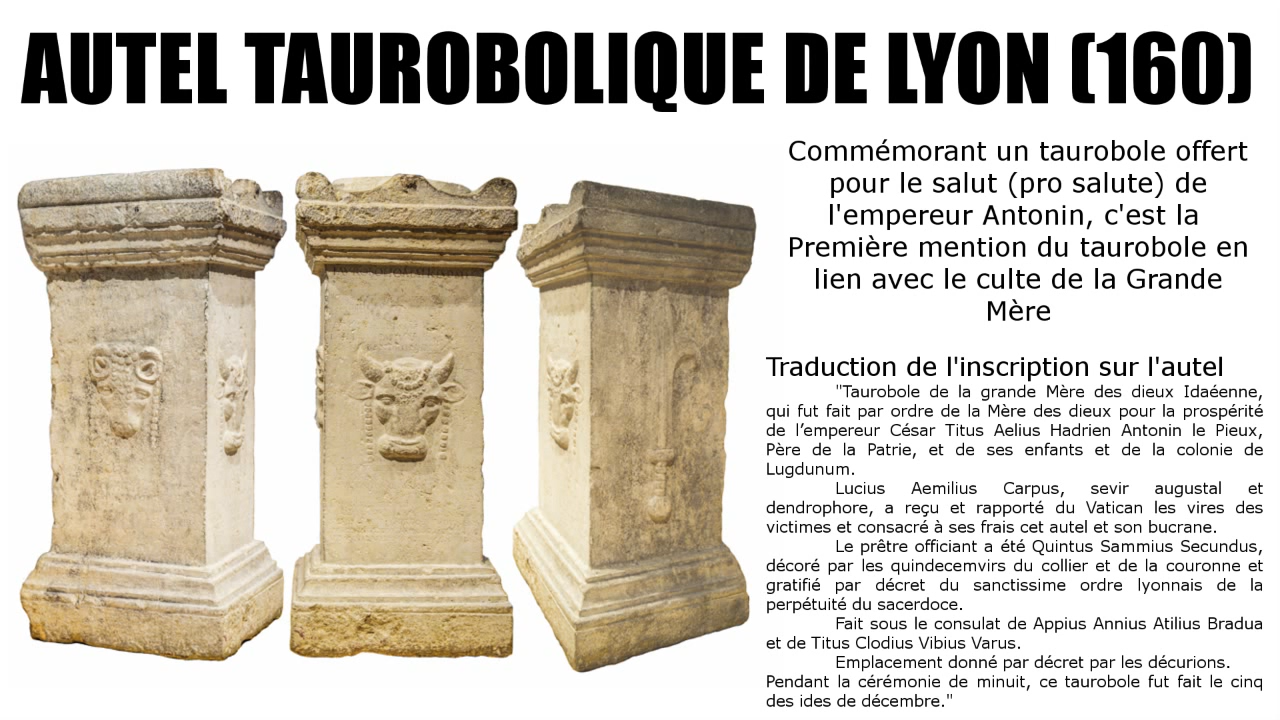 AUTEL TAUROBOLIQUE DE LYON (160)
Commémorant un taurobole offert
pour le salut (pro salute) de
l'empereur Antonin, c'est la
Première mention du taurobole en
lien avec le culte de la Grande
Mère
Traduction de l'inscription sur l'autel
"Taurobole de la grande Mère des dieux Idaéenne,
qui fut fait par ordre de la Mère des dieux pour la prospérité
de l’empereur César Titus Aelius Hadrien Antonin le Pieux,
Père de la Patrie, et de ses enfants et de la colonie de
Lugdunum.
Lucius Aemilius Carpus, sevir augustal et
dendrophore, a reçu et rapporté du Vatican les vires des
victimes et consacré à ses frais cet autel et son bucrane.
Le prêtre officiant a été Quintus Sammius Secundus,
décoré par les quindecemvirs du collier et de la couronne et
gratifié par décret du sanctissime ordre lyonnais de la
perpétuité du sacerdoce.
Fait sous le consulat de Appius Annius Atilius Bradua
et de Titus Clodius Vibius Varus.
Emplacement donné par décret par les décurions.
Pendant la cérémonie de minuit, ce taurobole fut fait le cinq
des ides de décembre."